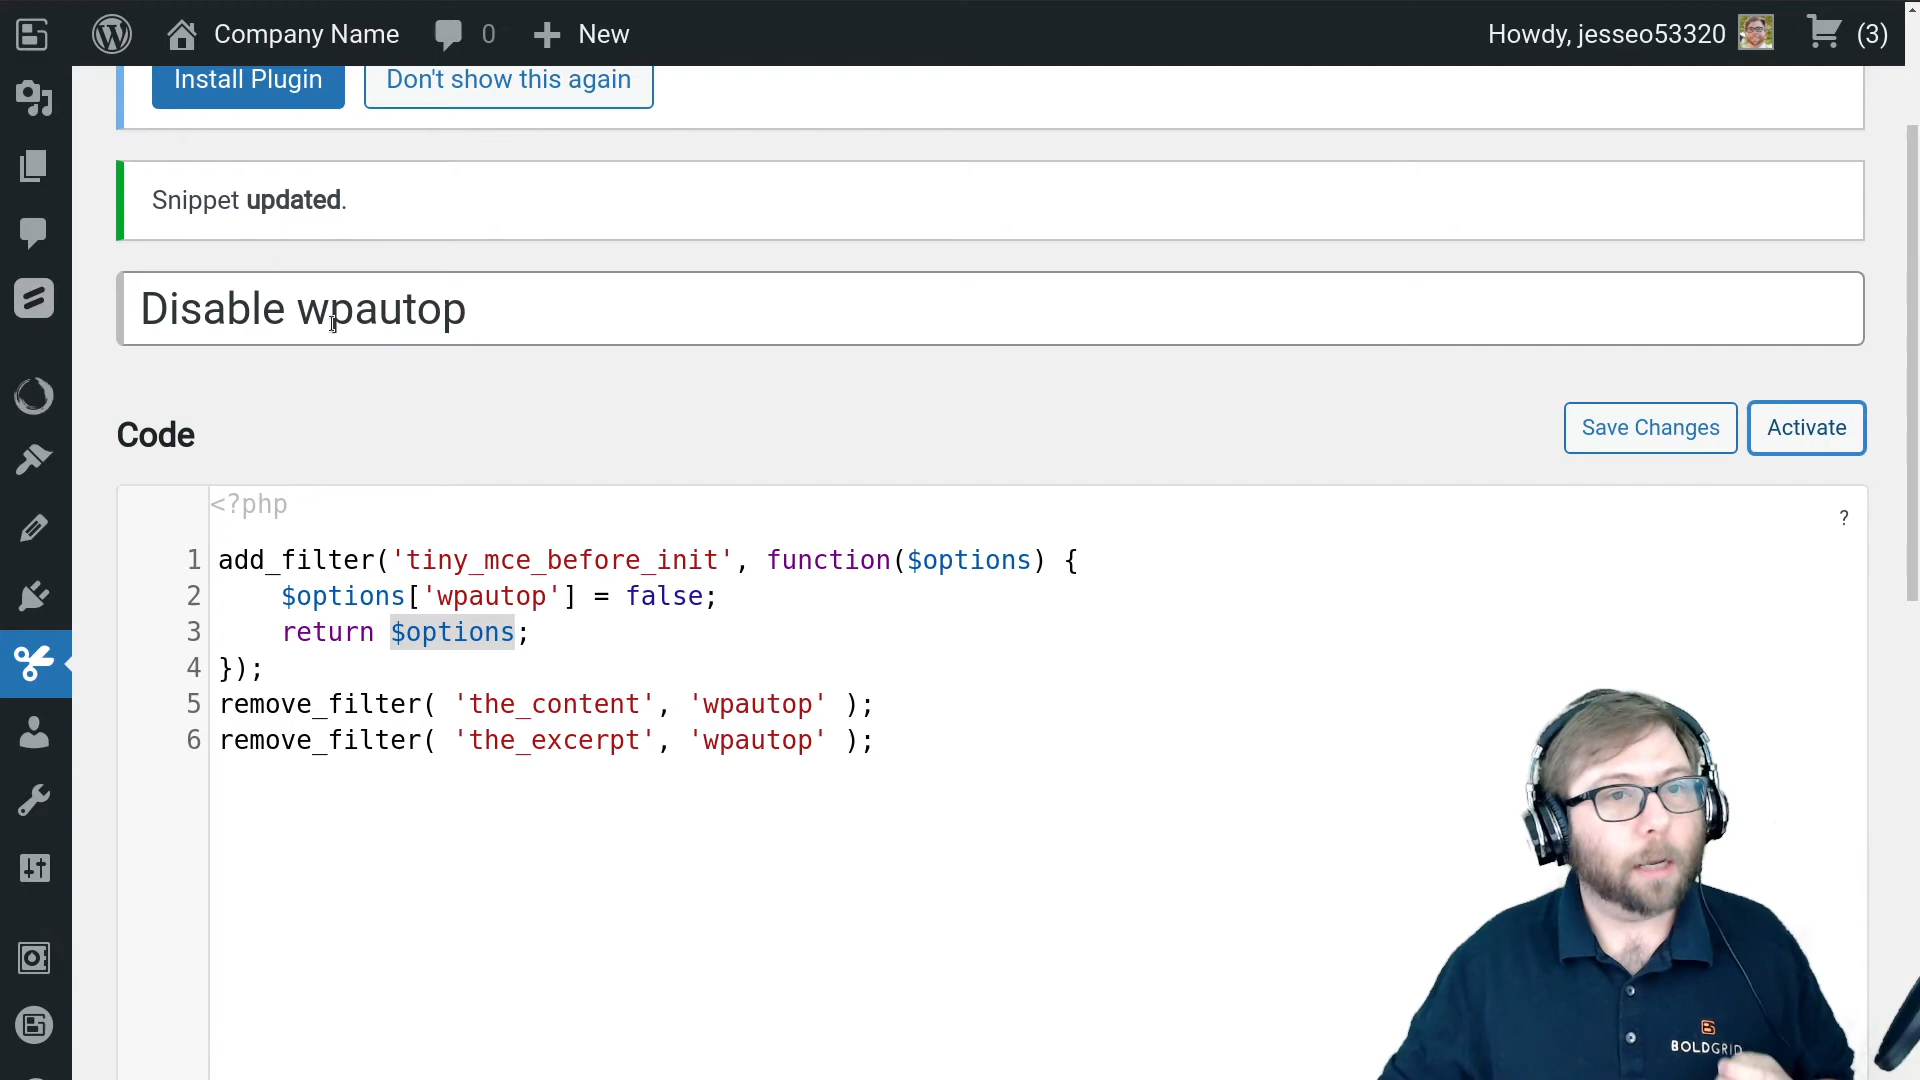 Company Name 0 New Howdy, jesseo53320 (3)
Install Plugin Don't show this again
Snippet updated.
Disable wpautop
Code Save Changes Activate
<?php
?
1 add_filter('tiny_mce_before_init', function($options) {
2 $options['wpautop'] = false;
3 return $options;
4 });
5 remove_filter( 'the_content', 'wpautop' );
6 remove_filter( 'the_excerpt', 'wpautop' );
BOLDGRID